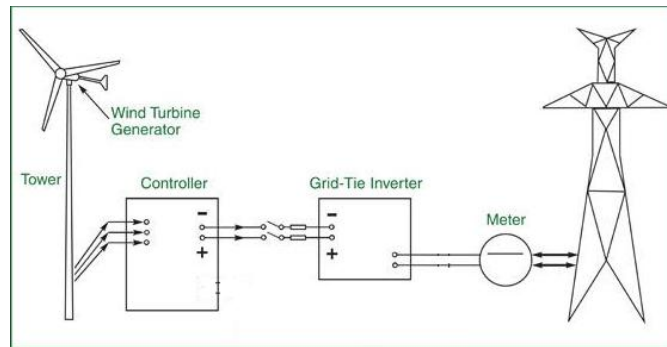 Wind Turbine
Generator
Tower
Controller
Grid-Tie Inverter
Meter
-
+
-
+